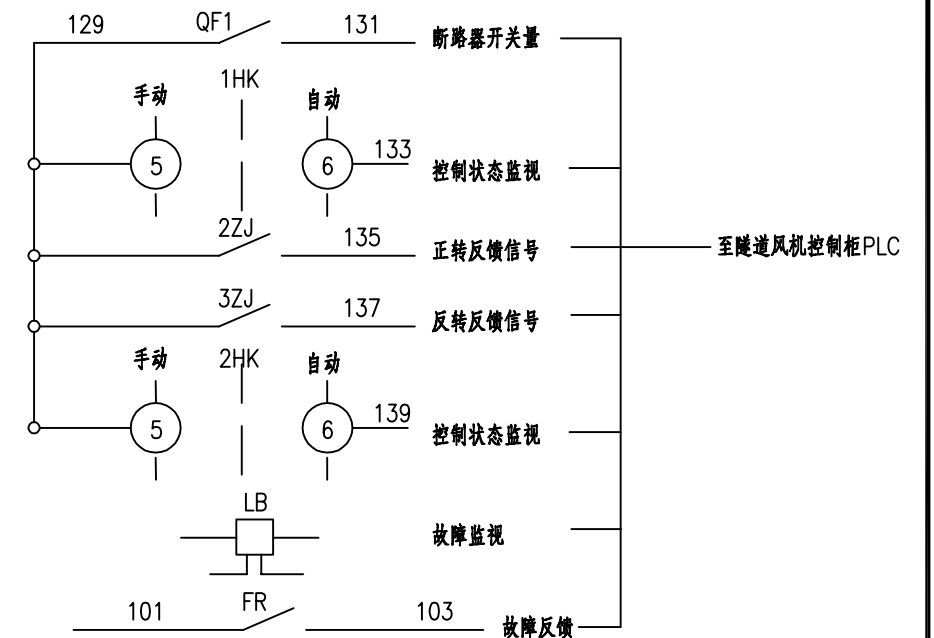 129 QF1 131 断路器开关量
手动 1HK 自动
5 6 133 控制状态监视
2ZJ 135 正转反馈信号 至隧道风机控制柜PLC
3ZJ 137 反转反馈信号
手动 2HK 自动
5 6 139 控制状态监视
LB 故障监视
101 FR 103 故障反馈